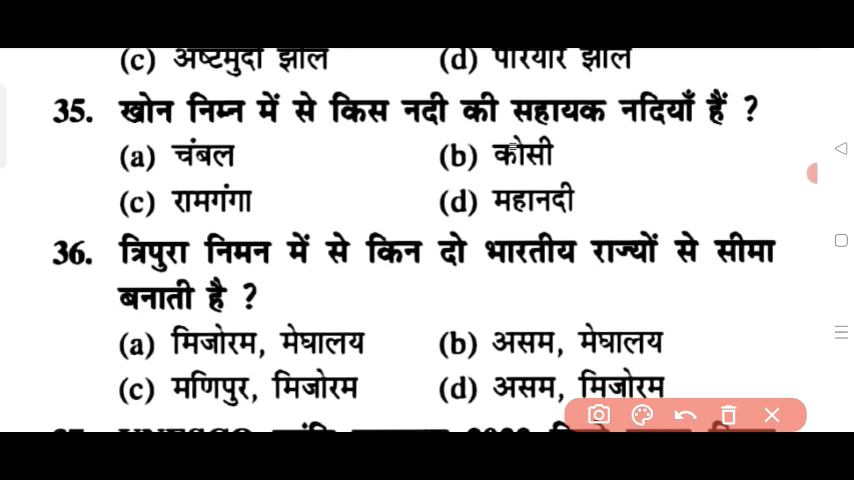 (c) अष्टमुदी झील (d) पेरियार झील
35. खोन निम्न में से किस नदी की सहायक नदियाँ हैं ?
(a) चंबल (b) कोसी
(c) रामगंगा (d) महानदी
36. त्रिपुरा निमन में से किन दो भारतीय राज्यों से सीमा
बनाती है ?
(a) मिजोरम, मेघालय (b) असम, मेघालय
(c) मणिपुर, मिजोरम (d) असम, मिजोरम